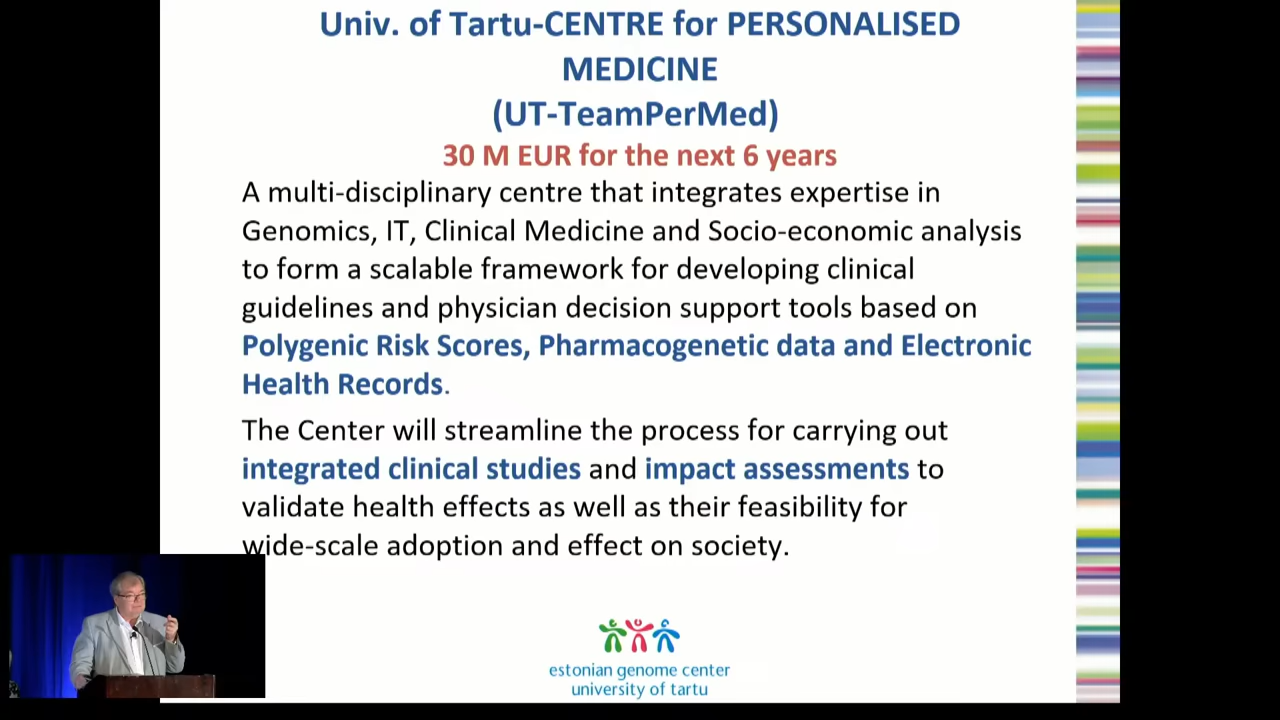 Univ. of Tartu-CENTRE for PERSONALISED
MEDICINE
(UT-TeamPerMed)
30 M EUR for the next 6 years
A multi-disciplinary centre that integrates expertise in
Genomics, IT, Clinical Medicine and Socio-economic analysis
to form a scalable framework for developing clinical
guidelines and physician decision support tools based on
Polygenic Risk Scores, Pharmacogenetic data and Electronic
Health Records.
The Center will streamline the process for carrying out
integrated clinical studies and impact assessments to
validate health effects as well as their feasibility for
wide-scale adoption and effect on society.
estonian genome center
university of tartu